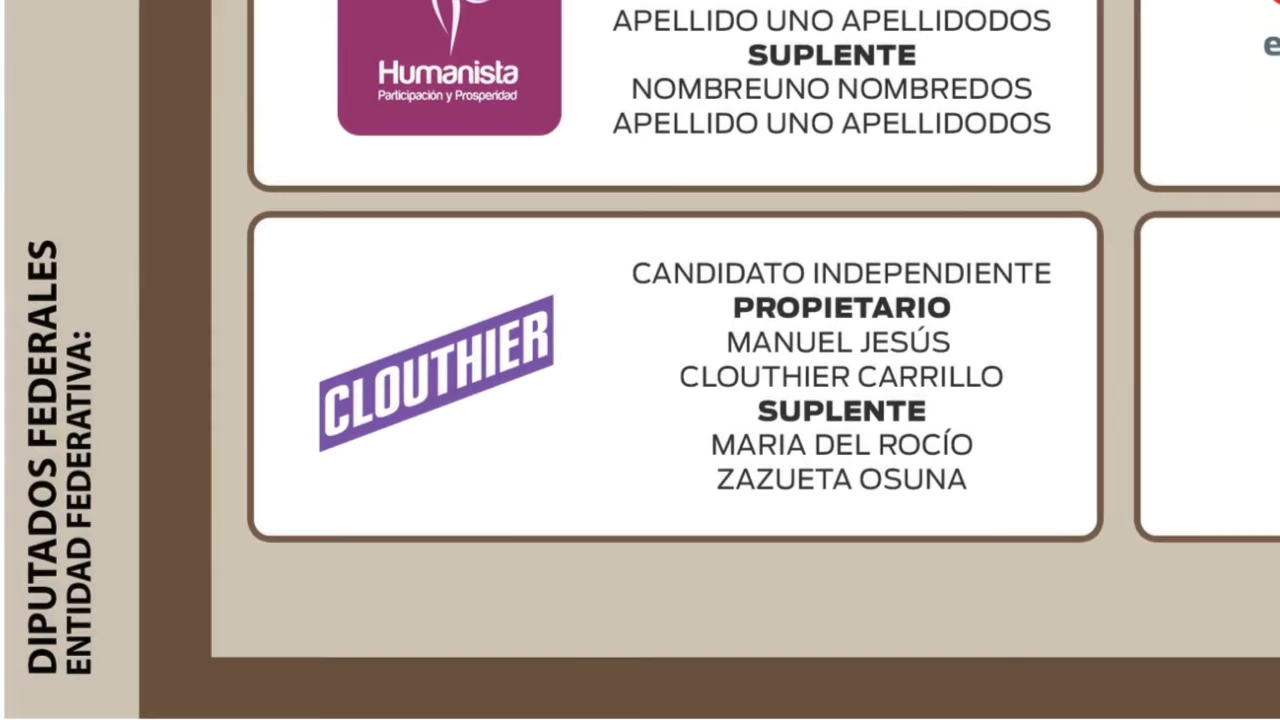 DIPUTADOS FEDERALES
ENTIDAD FEDERATIVA:
Humanista
Participación y Prosperidad
APELLIDO UNO APELLIDODOS
SUPLENTE
NOMBREUNO NOMBREDOS
APELLIDO UNO APELLIDODOS
CLOUTHIER
CANDIDATO INDEPENDIENTE
PROPIETARIO
MANUEL JESÚS
CLOUTHIER CARRILLO
SUPLENTE
MARIA DEL ROCÍO
ZAZUETA OSUNA